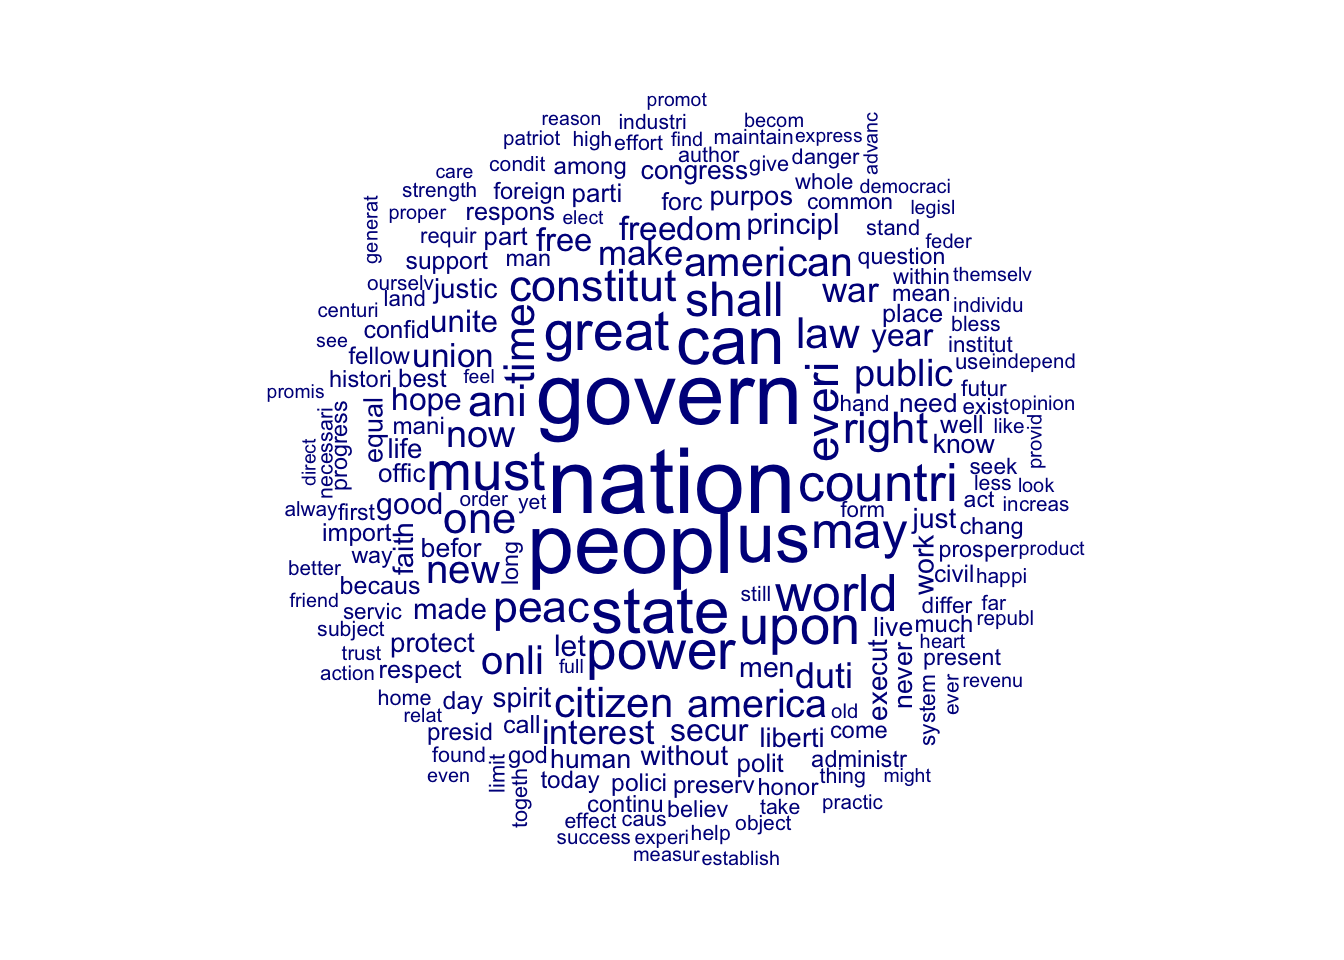 promot
reason industri becom
patriot high effort find maintain express advanc
care condit among author congress give danger
strength foreign parti forc purpos whole common democraci
generat proper respons elect freedom principl stand legisl
requir part free make american question feder
support man constitut shall war within themselv
ourselv justic mean individu
centuri land time great can law year place bless
see confid unite institut
fellow union govern everi public use independ
promis histori best feel futur
hope ani hand need exist opinion
direct necessari progress equal mani now right well like provid
life know
offic must nation countri seek
good order yet less look
alway first one form act increas
import faith peopl us may just chang
way befor long work prosper product
better becaus new civil happi
friend servic made peac state still world differ far republ
subject upon live much
protect let power heart
trust onli full men execut never present
action respect duti revenu
home day spirit citizen america old system ever
relat presid call interest secur liberti come
found god human without polit administr
even limit today polici preserv honor thing might
togeth continu believ take practic
effect caus object
success experi help
measur establish